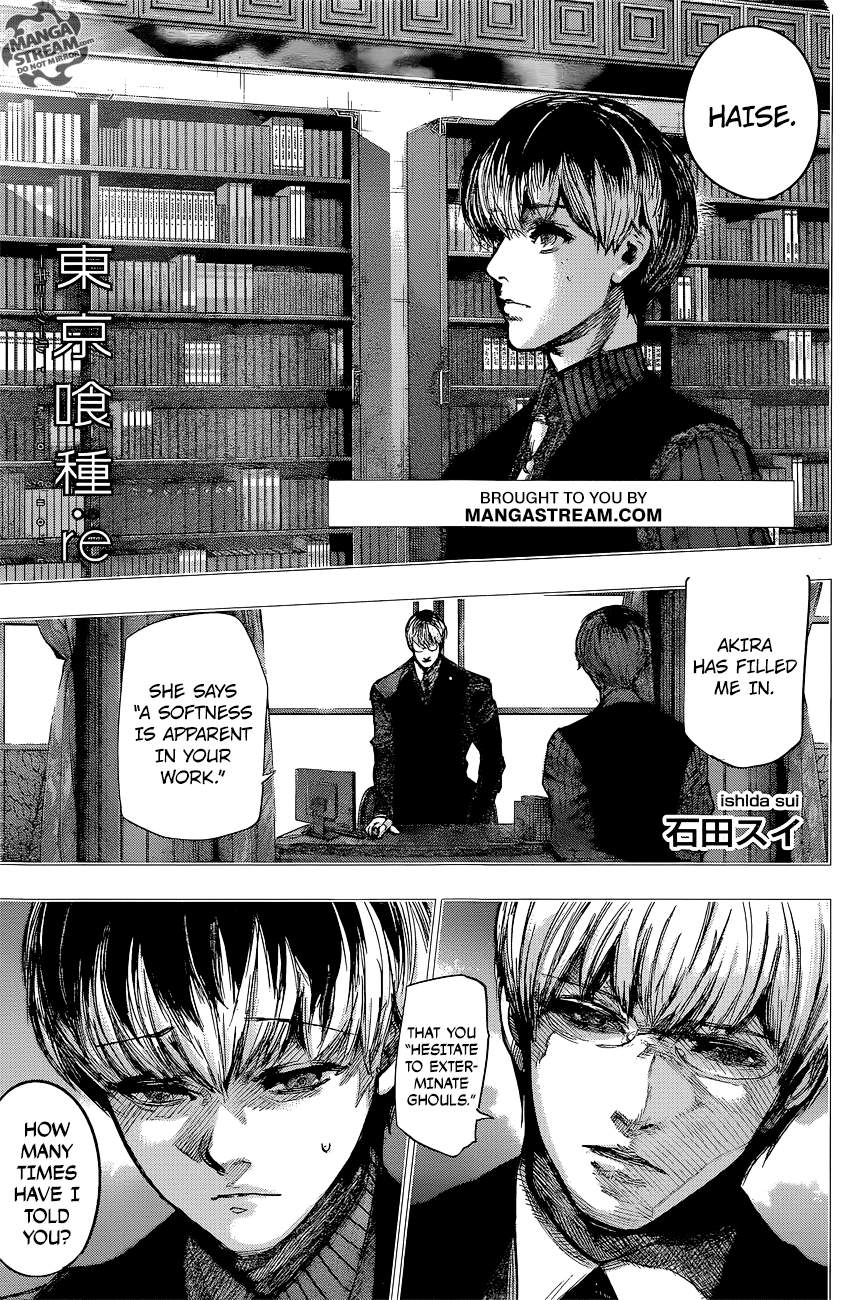 MANGA
STREAM.com
DO NOT MIRROR
HAISE.
東京喰種:re
BROUGHT TO YOU BY
MANGASTREAM.COM
AKIRA
HAS FILLED
ME IN.
SHE SAYS
"A SOFTNESS
IS APPARENT
IN YOUR
WORK."
ishida sui
石田スイ
THAT YOU
"HESITATE
TO EXTER-
MINATE
GHOULS."
HOW
MANY
TIMES
HAVE I
TOLD
YOU?